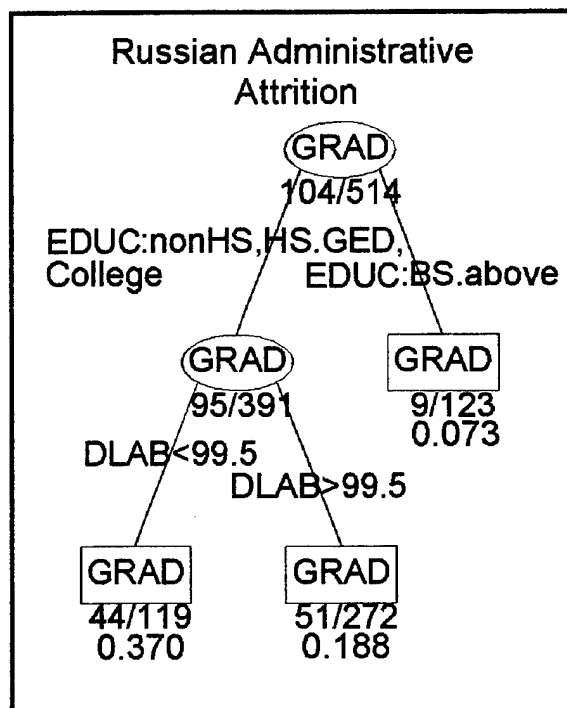 Russian Administrative
Attrition
GRAD
104/514
EDUC:nonHS,HS.GED,
College
EDUC:BS.above
GRAD
95/391
GRAD
9/123
0.073
DLAB<99.5
DLAB>99.5
GRAD
44/119
0.370
GRAD
51/272
0.188